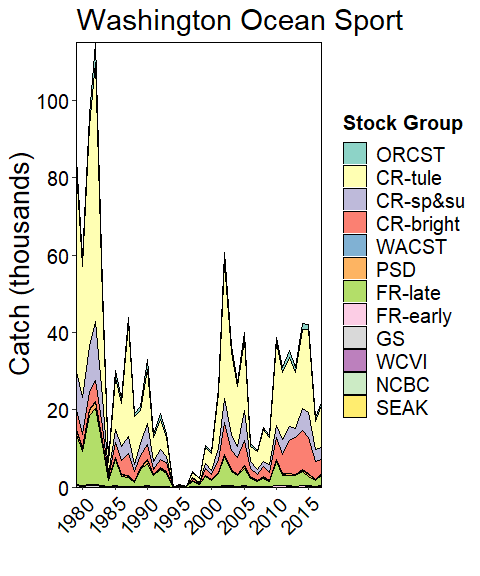 Washington Ocean Sport
Catch (thousands)
100
80
60
40
20
0
1980
1985
1990
1995
2000
2005
2010
2015
Stock Group
ORCST
CR-tule
CR-sp&su
CR-bright
WACST
PSD
FR-late
FR-early
GS
WCVI
NCBC
SEAK